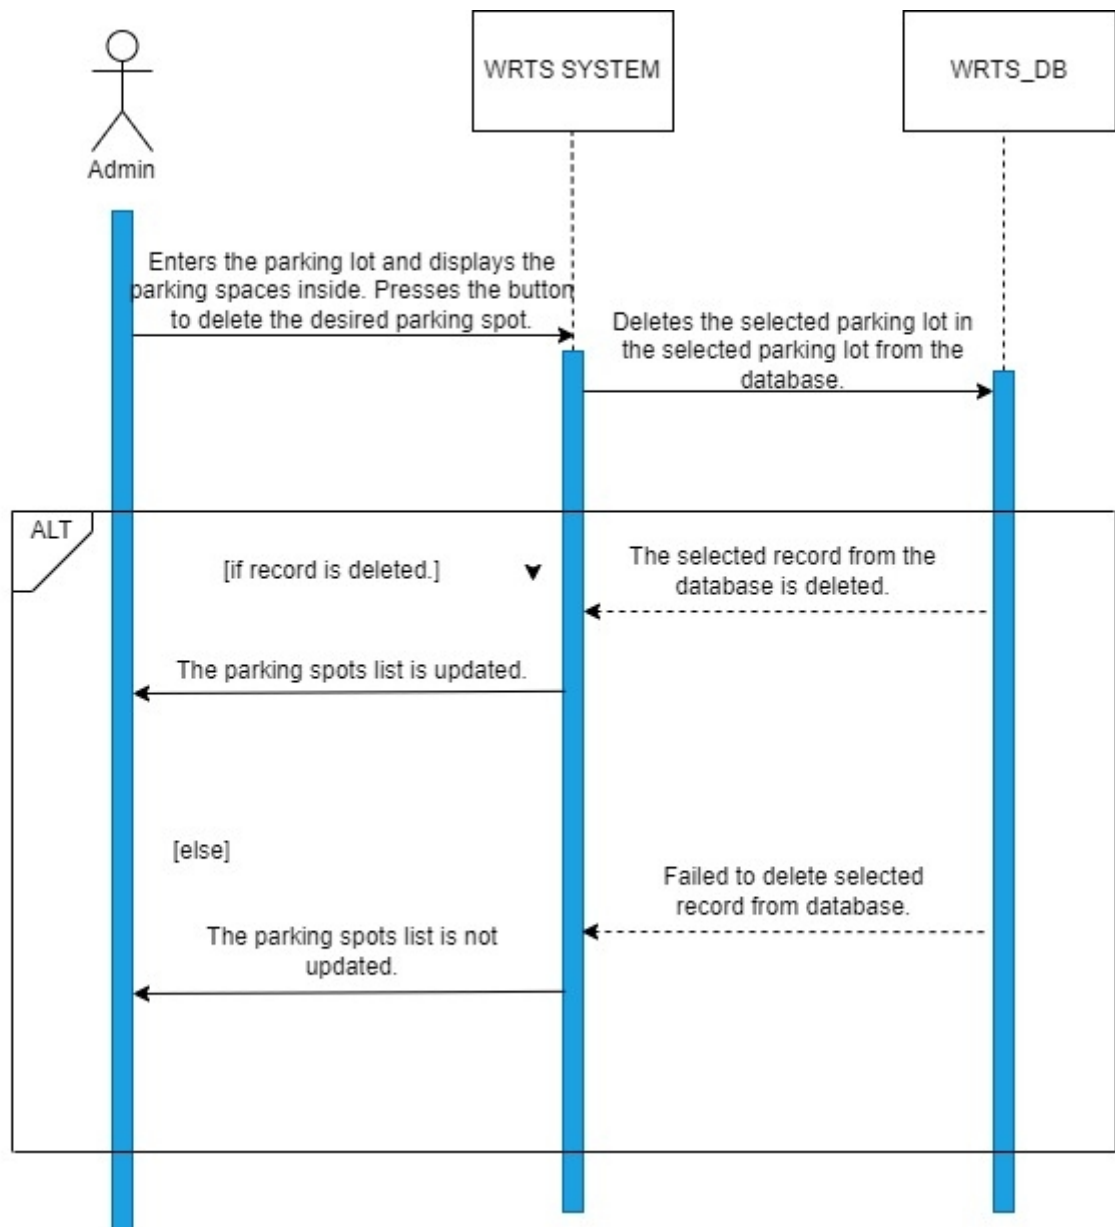 WRTS SYSTEM
WRTS_DB
Admin
Enters the parking lot and displays the
parking spaces inside. Presses the button
to delete the desired parking spot.
Deletes the selected parking lot in
the selected parking lot from the
database.
ALT
[if record is deleted.]
The selected record from the
database is deleted.
The parking spots list is updated.
[else]
Failed to delete selected
record from database.
The parking spots list is not
updated.